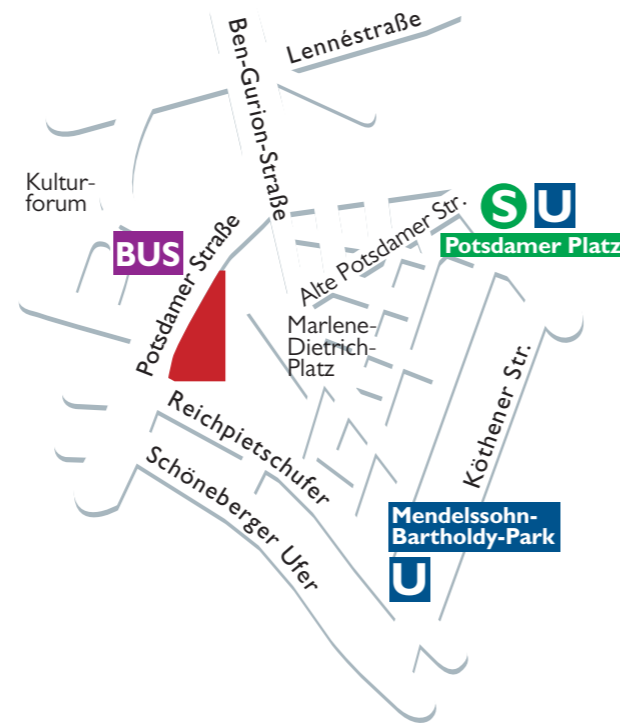 Lennéstraße
Ben-Gurion-Straße
Kultur-
forum
S U
Potsdamer Platz
BUS
Potsdamer Straße
Alte Potsdamer Str.
Marlene-
Dietrich-
Platz
Köthener Str.
Reichpietschufer
Schöneberger Ufer
Mendelssohn-
Bartholdy-Park
U